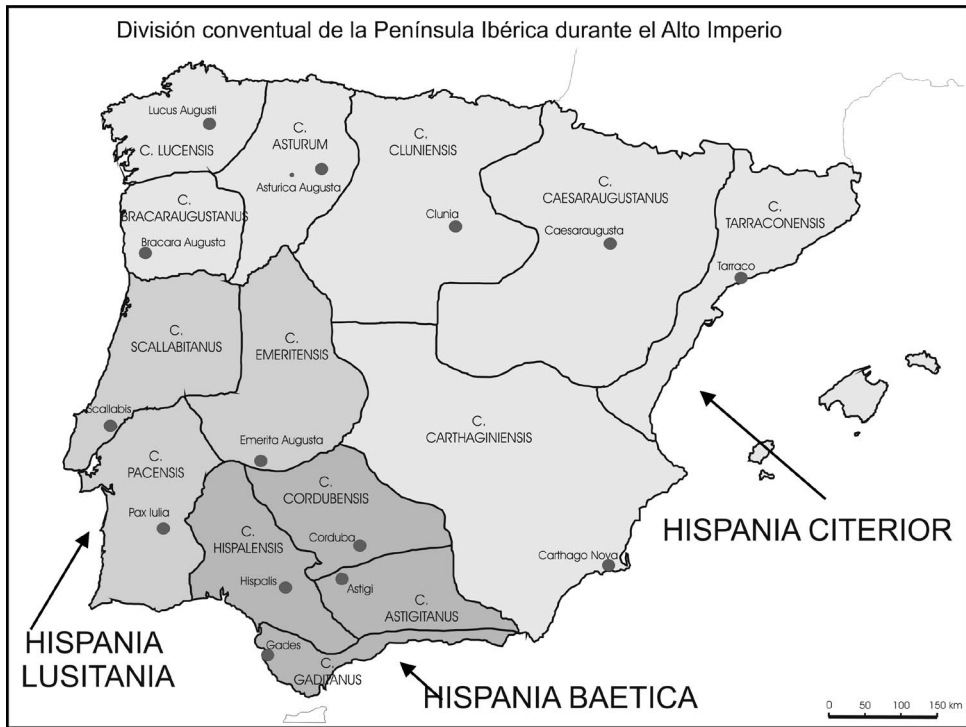 División conventual de la Península Ibérica durante el Alto Imperio
Lucus Augusti
C. LUCENSIS
C.
ASTURUM
Asturica Augusta
C.
CLUNIENSIS
Clunia
C.
CAESARAUGUSTANUS
Caesaraugusta
C.
TARRACONENSIS
Tarraco
C.
BRACARAUGUSTANUS
Bracara Augusta
C.
SCALLABITANUS
Scallabis
C.
EMERITENSIS
Emerita Augusta
C.
CARTHAGINIENSIS
Carthago Nova
C.
PACENSIS
Pax Iulia
C.
CORDUBENSIS
Corduba
C.
HISPALENSIS
Hispalis
Astigi
C.
ASTIGITANUS
Gades
C.
GADITANUS
HISPANIA CITERIOR
HISPANIA
LUSITANIA
HISPANIA BAETICA
0 50 100 150 km